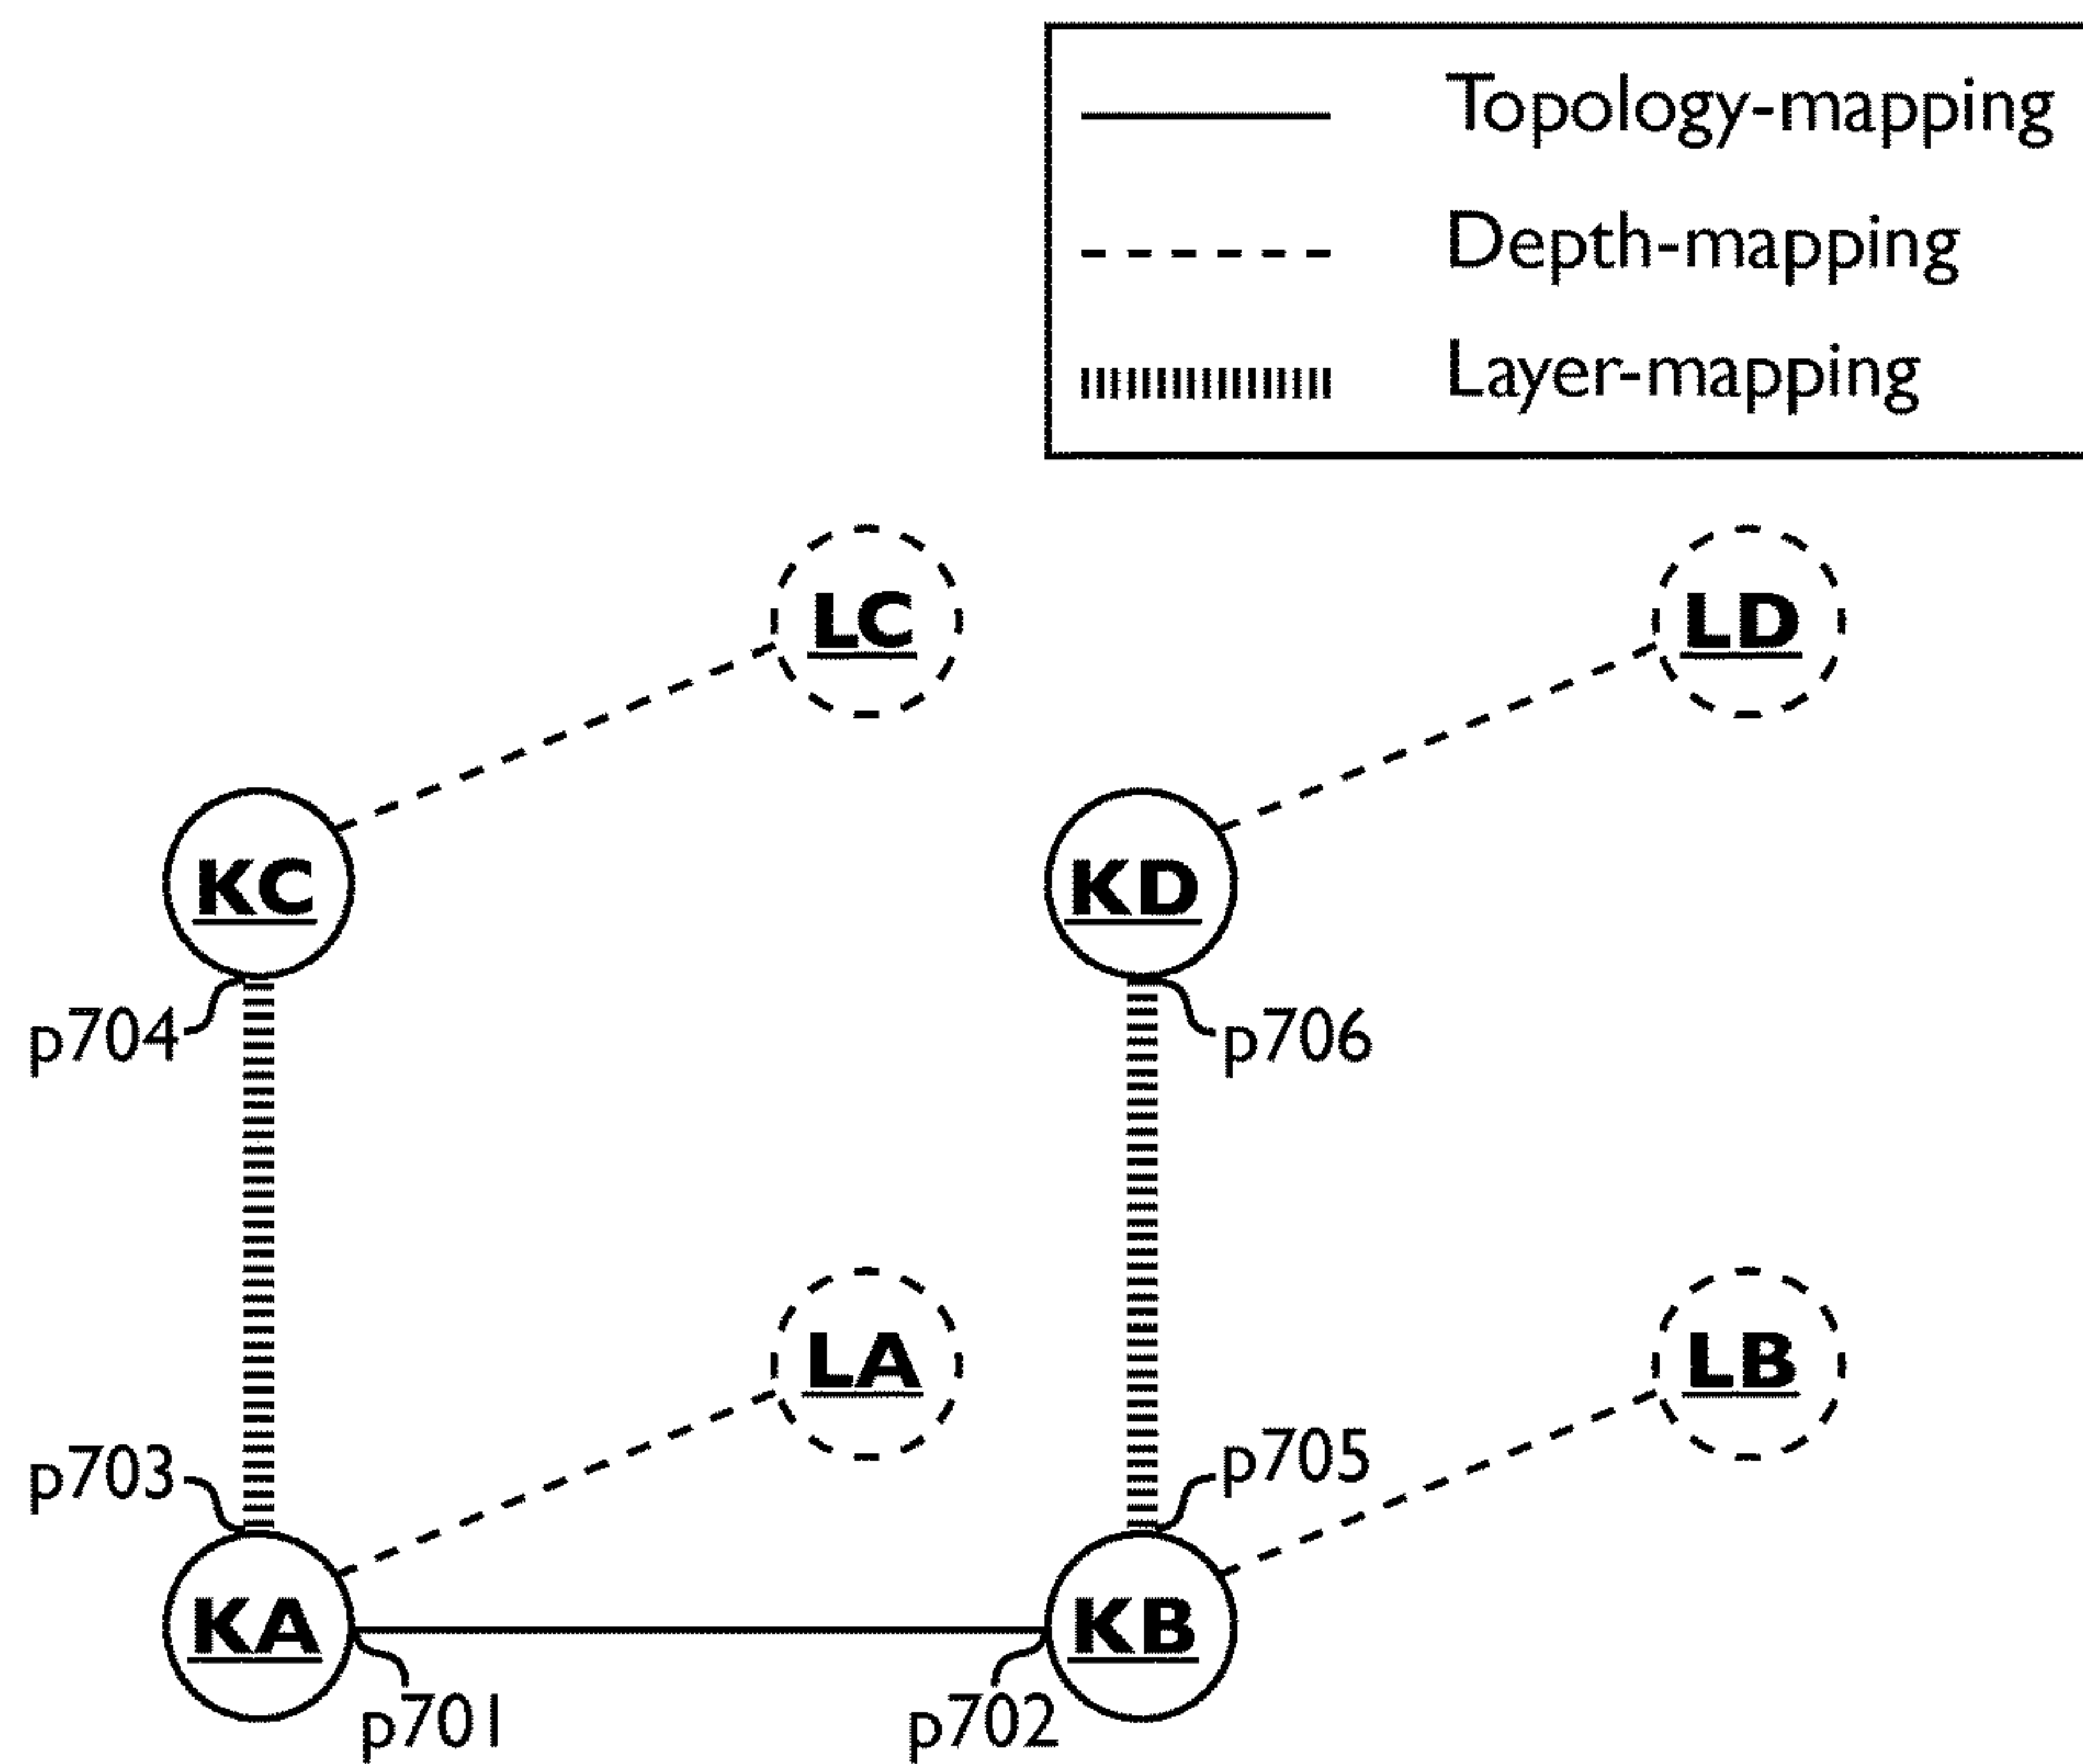 Topology-mapping
Depth-mapping
Layer-mapping
LC
LD
KC
KD
p704
p706
LA
LB
p703
p705
KA
KB
p701
p702